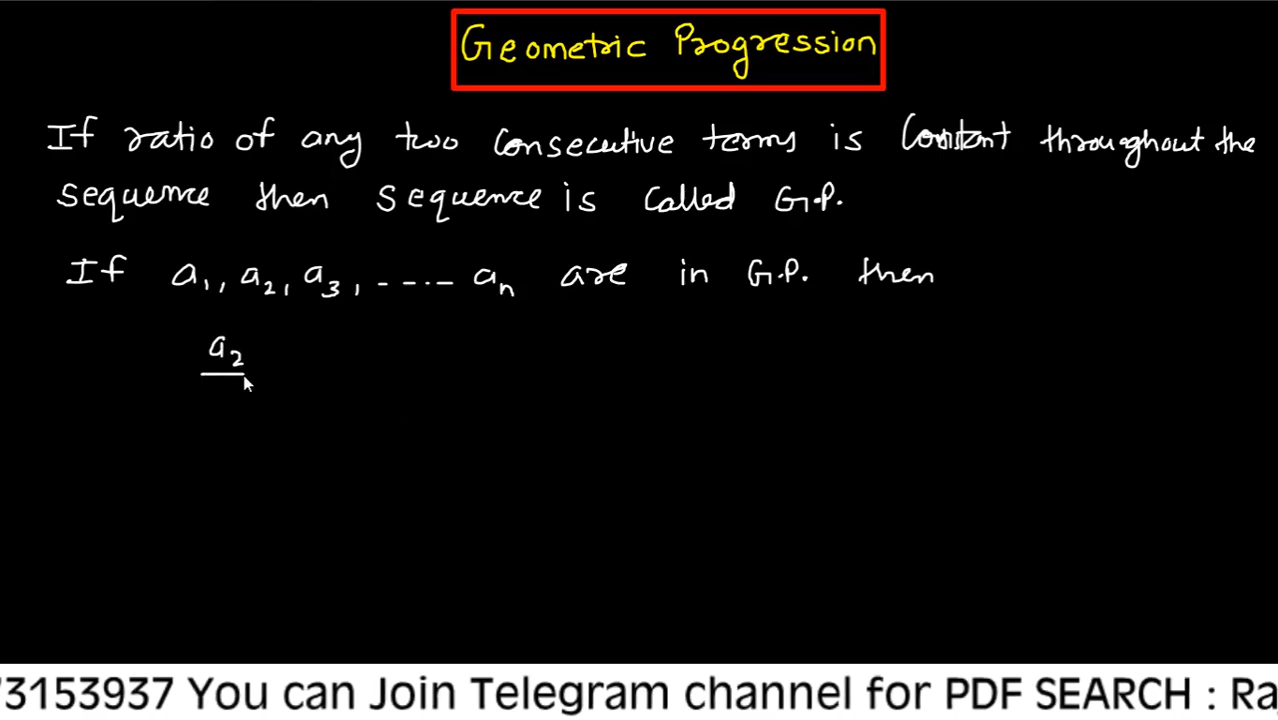 Geometric Progression
If ratio of any two consecutive terms is Constant throughout the
sequence then sequence is called G.P.
If a₁, a₂, a₃, ----- aₙ are in G.P. then
a₂
73153937 You can Join Telegram channel for PDF SEARCH : Ra